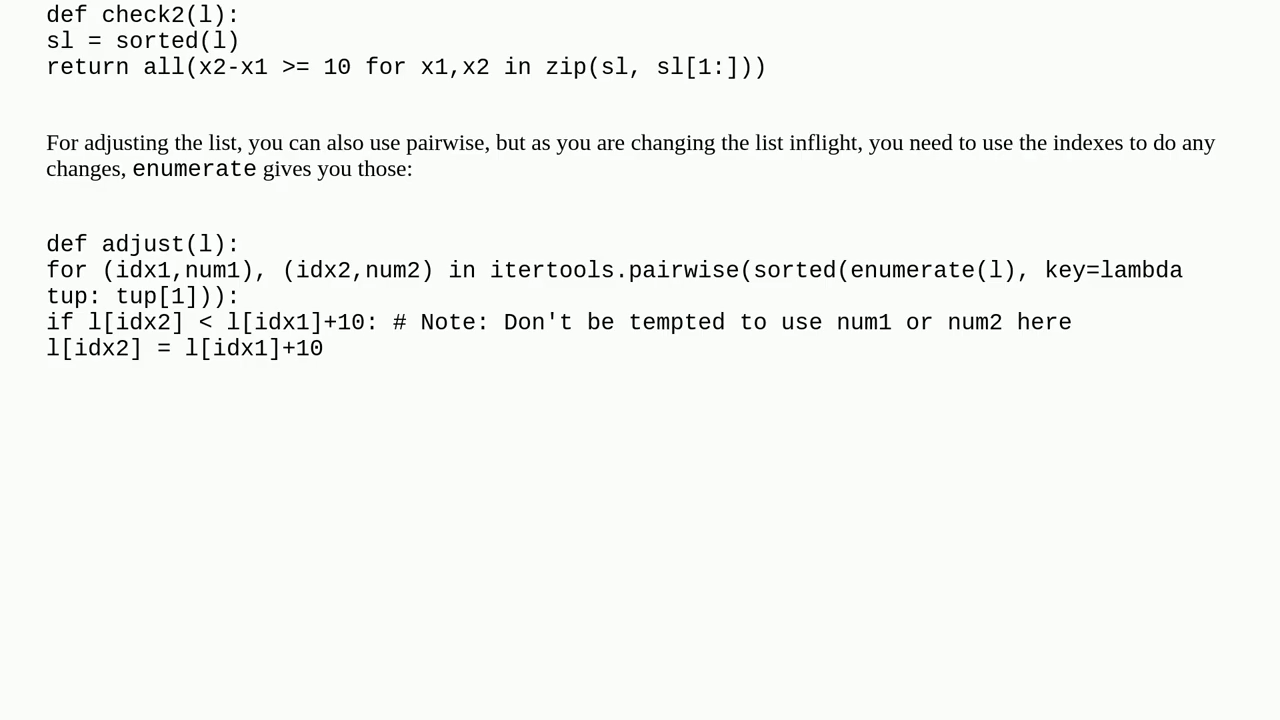 def check2(l):
sl = sorted(l)
return all(x2-x1 >= 10 for x1,x2 in zip(sl, sl[1:]))
For adjusting the list, you can also use pairwise, but as you are changing the list inflight, you need to use the indexes to do any
changes, enumerate gives you those:
def adjust(l):
for (idx1,num1), (idx2,num2) in itertools.pairwise(sorted(enumerate(l), key=lambda
tup: tup[1])):
if l[idx2] < l[idx1]+10: # Note: Don't be tempted to use num1 or num2 here
l[idx2] = l[idx1]+10